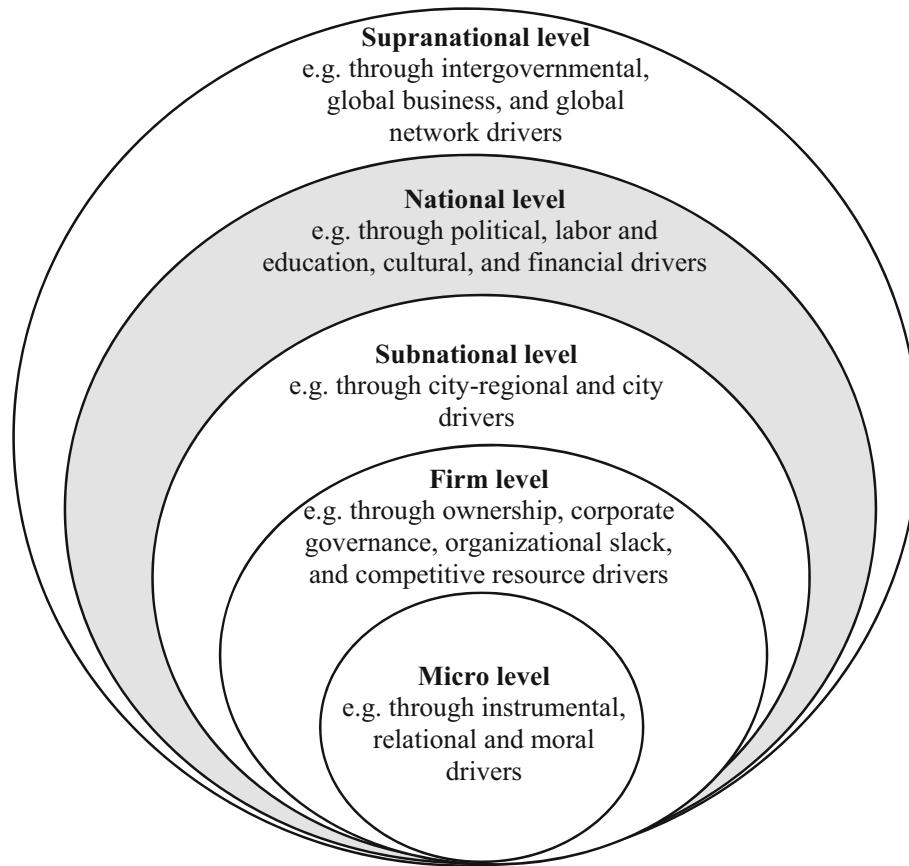 Supranational level
e.g. through intergovernmental,
global business, and global
network drivers
National level
e.g. through political, labor and
education, cultural, and financial drivers
Subnational level
e.g. through city-regional and city
drivers
Firm level
e.g. through ownership, corporate
governance, organizational slack,
and competitive resource drivers
Micro level
e.g. through instrumental,
relational and moral
drivers